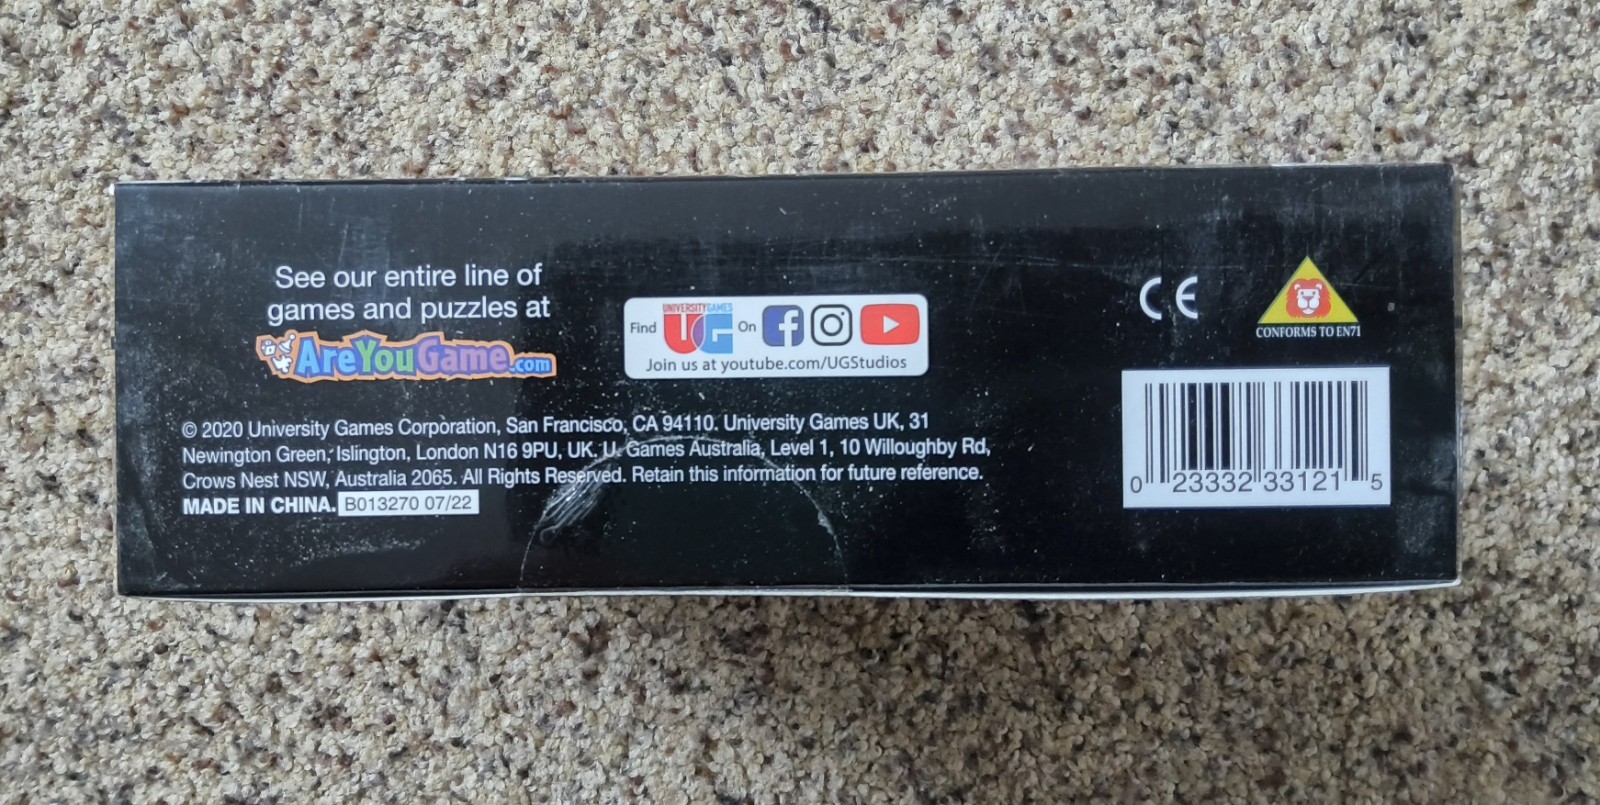 See our entire line of
games and puzzles at
AreYouGame.com
UNIVERSITY GAMES
Find UG On
Join us at youtube.com/UGStudios
© 2020 University Games Corporation, San Francisco, CA 94110. University Games UK, 31
Newington Green, Islington, London N16 9PU, UK. U. Games Australia, Level 1, 10 Willoughby Rd,
Crows Nest NSW, Australia 2065. All Rights Reserved. Retain this information for future reference.
MADE IN CHINA. B013270 07/22
CE
CONFORMS TO EN71
0 23332 33121 5